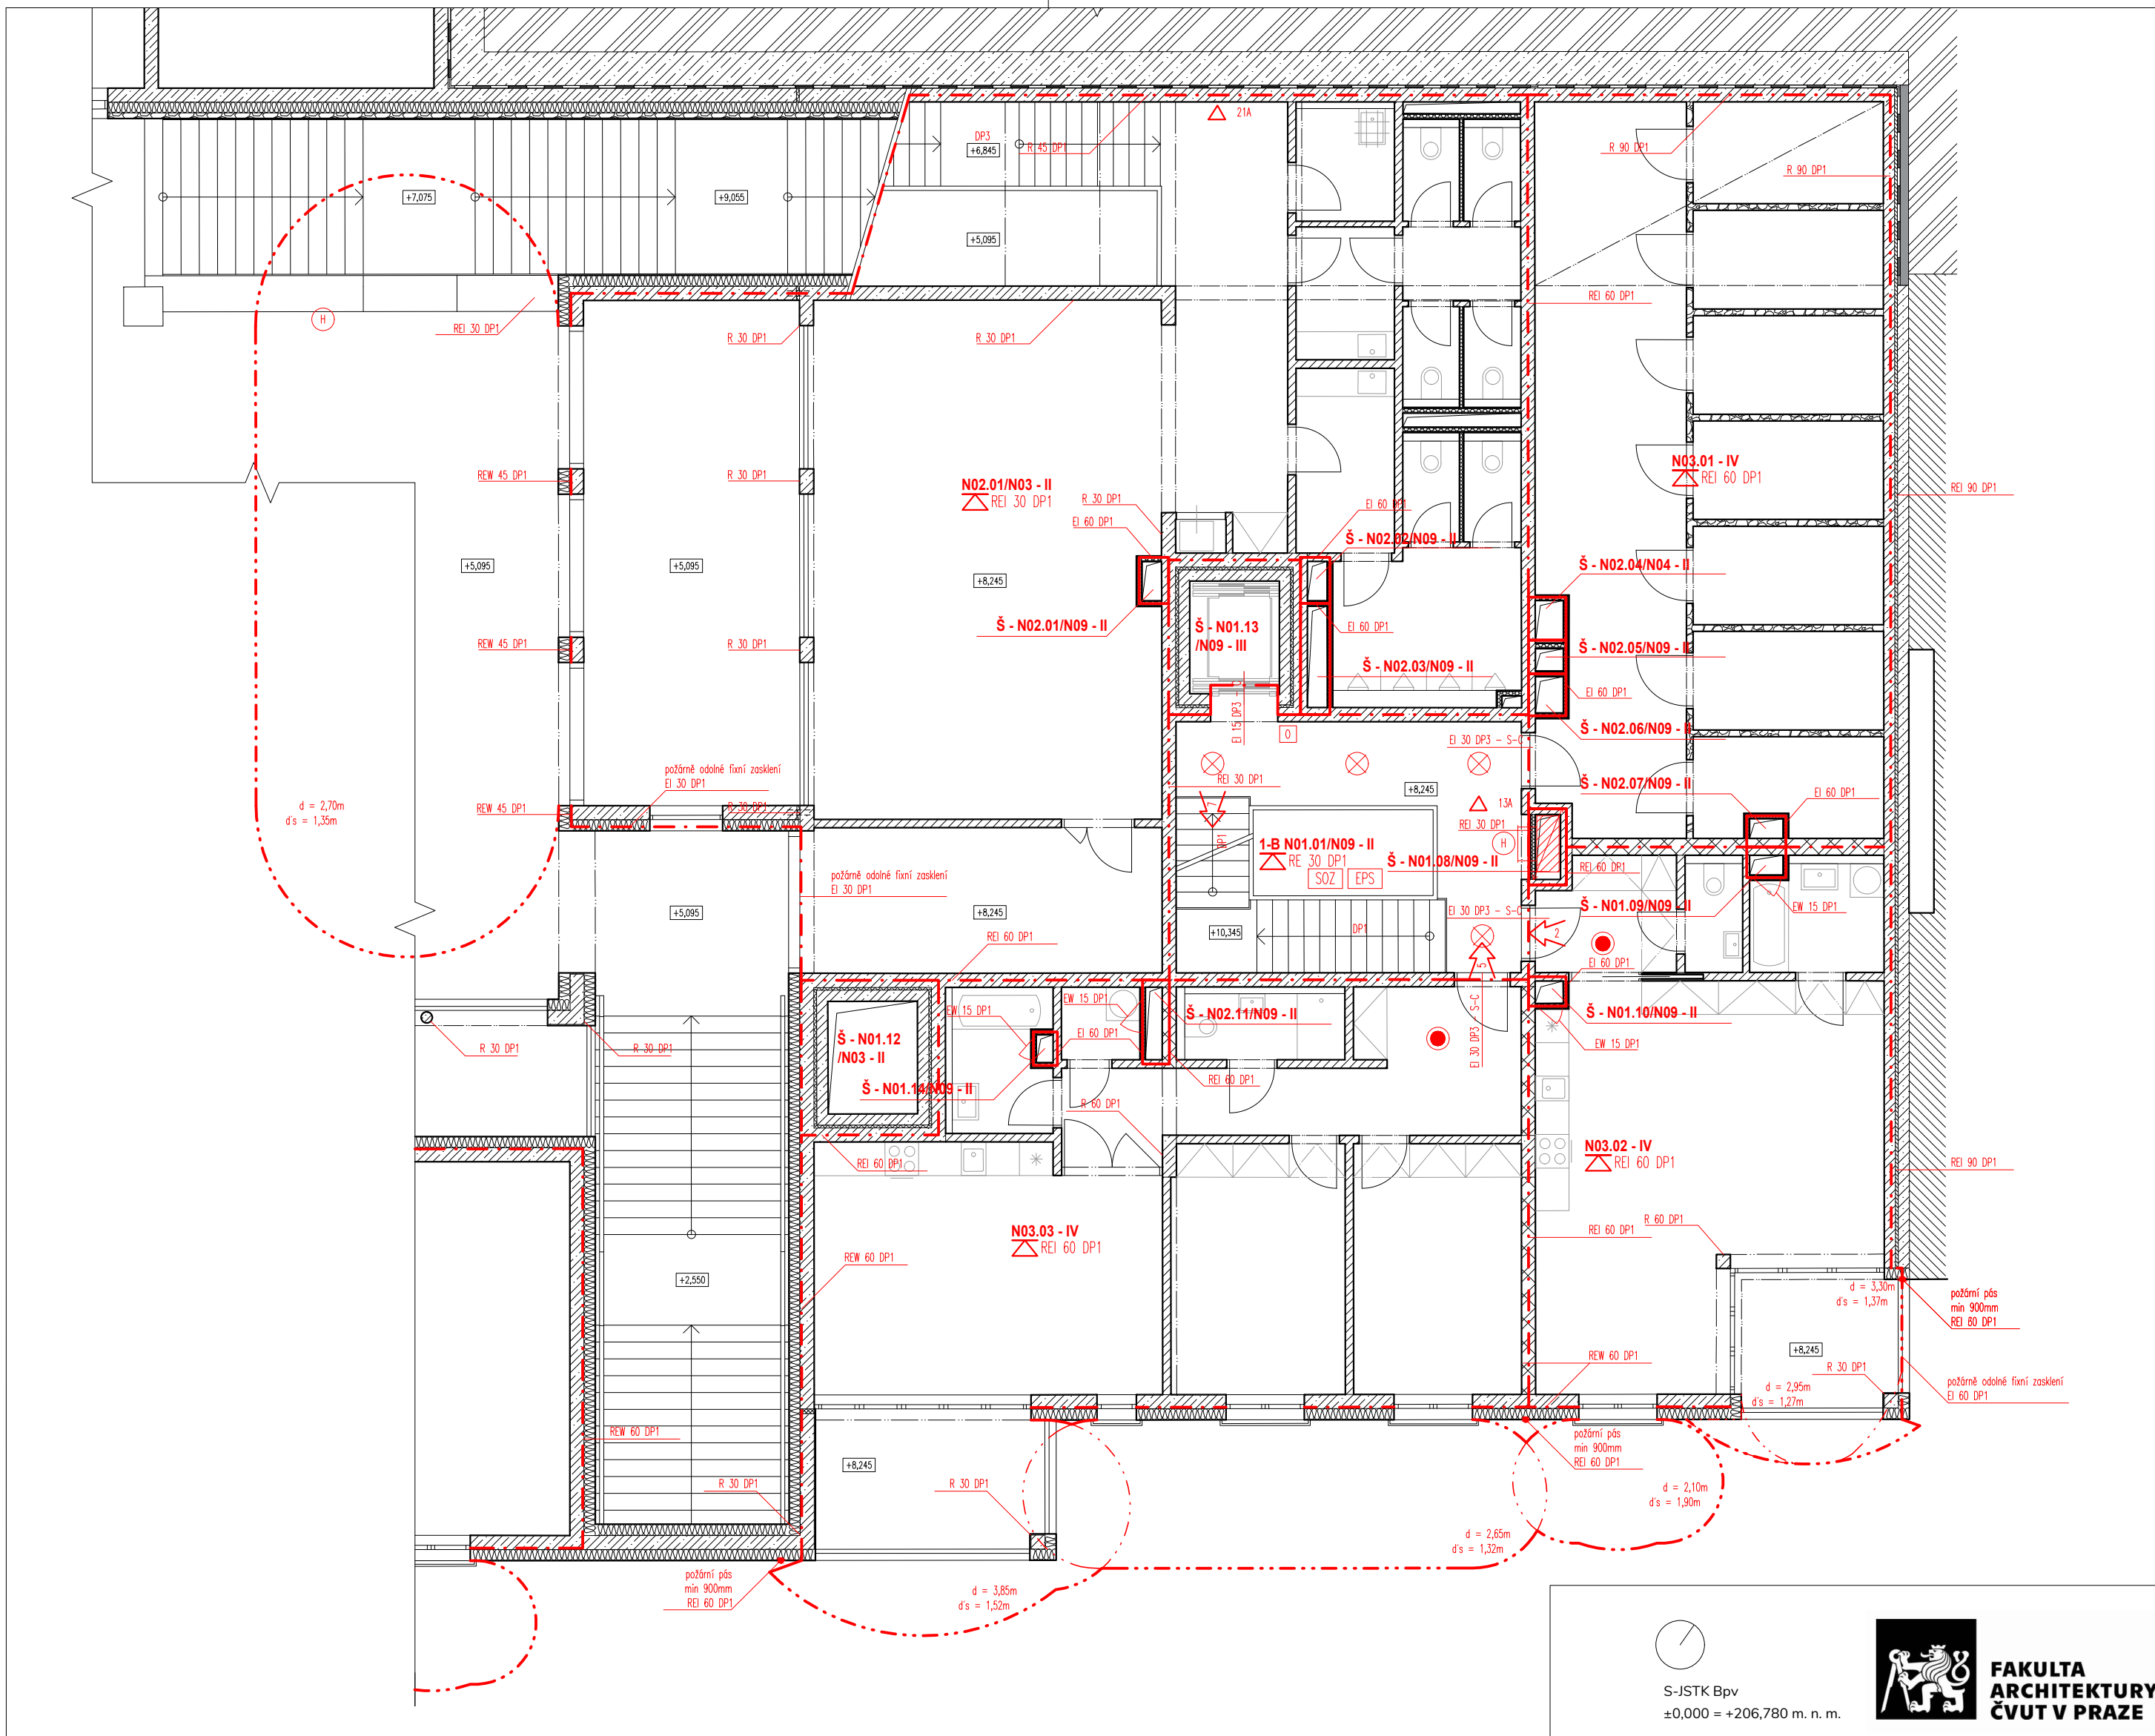 21A
DP3
+6,845
R 45 DP1
R 90 DP1
R 90 DP1
+7,075
+9,055
+5,095
H
REI 30 DP1
R 30 DP1
R 30 DP1
REI 60 DP1
REW 45 DP1
R 30 DP1
N02.01/N03 - II
REI 30 DP1
R 30 DP1
EI 60 DP1
EI 60 DP1
N03.01 - IV
REI 60 DP1
REI 90 DP1
Š - N02.02/N09 - II
+5,095
+5,095
+8,245
Š - N02.04/N04 - II
Š - N02.01/N09 - II
Š - N01.13
/N09 - III
EI 60 DP1
REW 45 DP1
R 30 DP1
Š - N02.05/N09 - II
Š - N02.03/N09 - II
EI 60 DP1
EI 15 DP3 - C
O
Š - N02.06/N09 - II
EI 30 DP3 - S-C
požárně odolné fixní zasklení
EI 30 DP1
REI 30 DP1
Š - N02.07/N09 - II
+8,245
EI 60 DP1
d = 2,70m
d's = 1,35m
REW 45 DP1
R 30 DP1
7
DP1
13A
REI 30 DP1
H
1-B N01.01/N09 - II
RE 30 DP1
SOZ
EPS
Š - N01.08/N09 - II
REI 60 DP1
požárně odolné fixní zasklení
EI 30 DP1
+5,095
+8,245
EI 30 DP3 - S-C
Š - N01.09/N09 - II
EW 15 DP1
+10,345
DP1
2
5
REI 60 DP1
EI 60 DP1
EW 15 DP1
EW 15 DP1
EI 60 DP1
Š - N02.11/N09 - II
Š - N01.10/N09 - II
EI 30 DP3 - S-C
EW 15 DP1
Š - N01.12
/N03 - II
R 30 DP1
R 30 DP1
Š - N01.14/N09 - II
REI 60 DP1
R 60 DP1
REI 60 DP1
N03.02 - IV
REI 60 DP1
REI 90 DP1
N03.03 - IV
REI 60 DP1
REW 60 DP1
REI 60 DP1
R 60 DP1
+2,550
d = 3,30m
d's = 1,37m
požární pás
min 900mm
REI 60 DP1
+8,245
REW 60 DP1
R 30 DP1
d = 2,95m
d's = 1,27m
požárně odolné fixní zasklení
EI 60 DP1
REW 60 DP1
požární pás
min 900mm
REI 60 DP1
+8,245
R 30 DP1
R 30 DP1
d = 2,10m
d's = 1,90m
d = 2,65m
d's = 1,32m
požární pás
min 900mm
REI 60 DP1
d = 3,85m
d's = 1,52m
S-JSTK Bpv
±0,000 = +206,780 m. n. m.
FAKULTA
ARCHITEKTURY
ČVUT V PRAZE